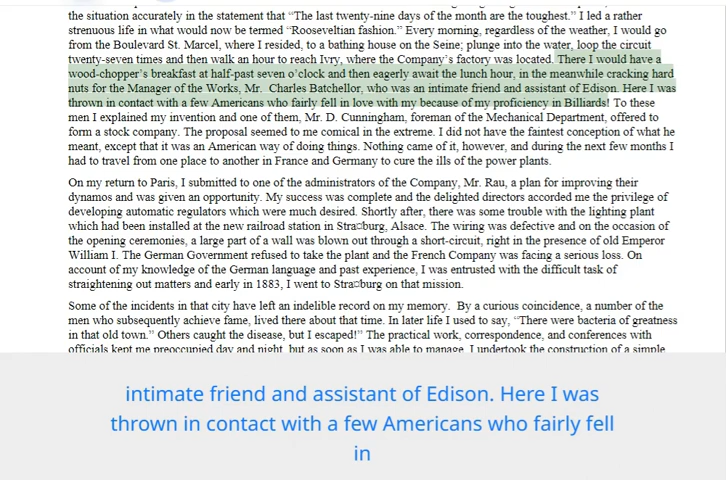 the situation accurately in the statement that “The last twenty-nine days of the month are the toughest.” I led a rather
strenuous life in what would now be termed “Rooseveltian fashion.” Every morning, regardless of the weather, I would go
from the Boulevard St. Marcel, where I resided, to a bathing house on the Seine; plunge into the water, loop the circuit
twenty-seven times and then walk an hour to reach Ivry, where the Company’s factory was located. There I would have a
wood-chopper’s breakfast at half-past seven o’clock and then eagerly await the lunch hour, in the meanwhile cracking hard
nuts for the Manager of the Works, Mr. Charles Batchellor, who was an intimate friend and assistant of Edison. Here I was
thrown in contact with a few Americans who fairly fell in love with my because of my proficiency in Billiards! To these
men I explained my invention and one of them, Mr. D. Cunningham, foreman of the Mechanical Department, offered to
form a stock company. The proposal seemed to me comical in the extreme. I did not have the faintest conception of what he
meant, except that it was an American way of doing things. Nothing came of it, however, and during the next few months I
had to travel from one place to another in France and Germany to cure the ills of the power plants.
On my return to Paris, I submitted to one of the administrators of the Company, Mr. Rau, a plan for improving their
dynamos and was given an opportunity. My success was complete and the delighted directors accorded me the privilege of
developing automatic regulators which were much desired. Shortly after, there was some trouble with the lighting plant
which had been installed at the new railroad station in Stra□burg, Alsace. The wiring was defective and on the occasion of
the opening ceremonies, a large part of a wall was blown out through a short-circuit, right in the presence of old Emperor
William I. The German Government refused to take the plant and the French Company was facing a serious loss. On
account of my knowledge of the German language and past experience, I was entrusted with the difficult task of
straightening out matters and early in 1883, I went to Stra□burg on that mission.
Some of the incidents in that city have left an indelible record on my memory. By a curious coincidence, a number of the
men who subsequently achieve fame, lived there about that time. In later life I used to say, “There were bacteria of greatness
in that old town.” Others caught the disease, but I escaped!” The practical work, correspondence, and conferences with
officials kept me preoccupied day and night, but as soon as I was able to manage, I undertook the construction of a simple
intimate friend and assistant of Edison. Here I was
thrown in contact with a few Americans who fairly fell
in